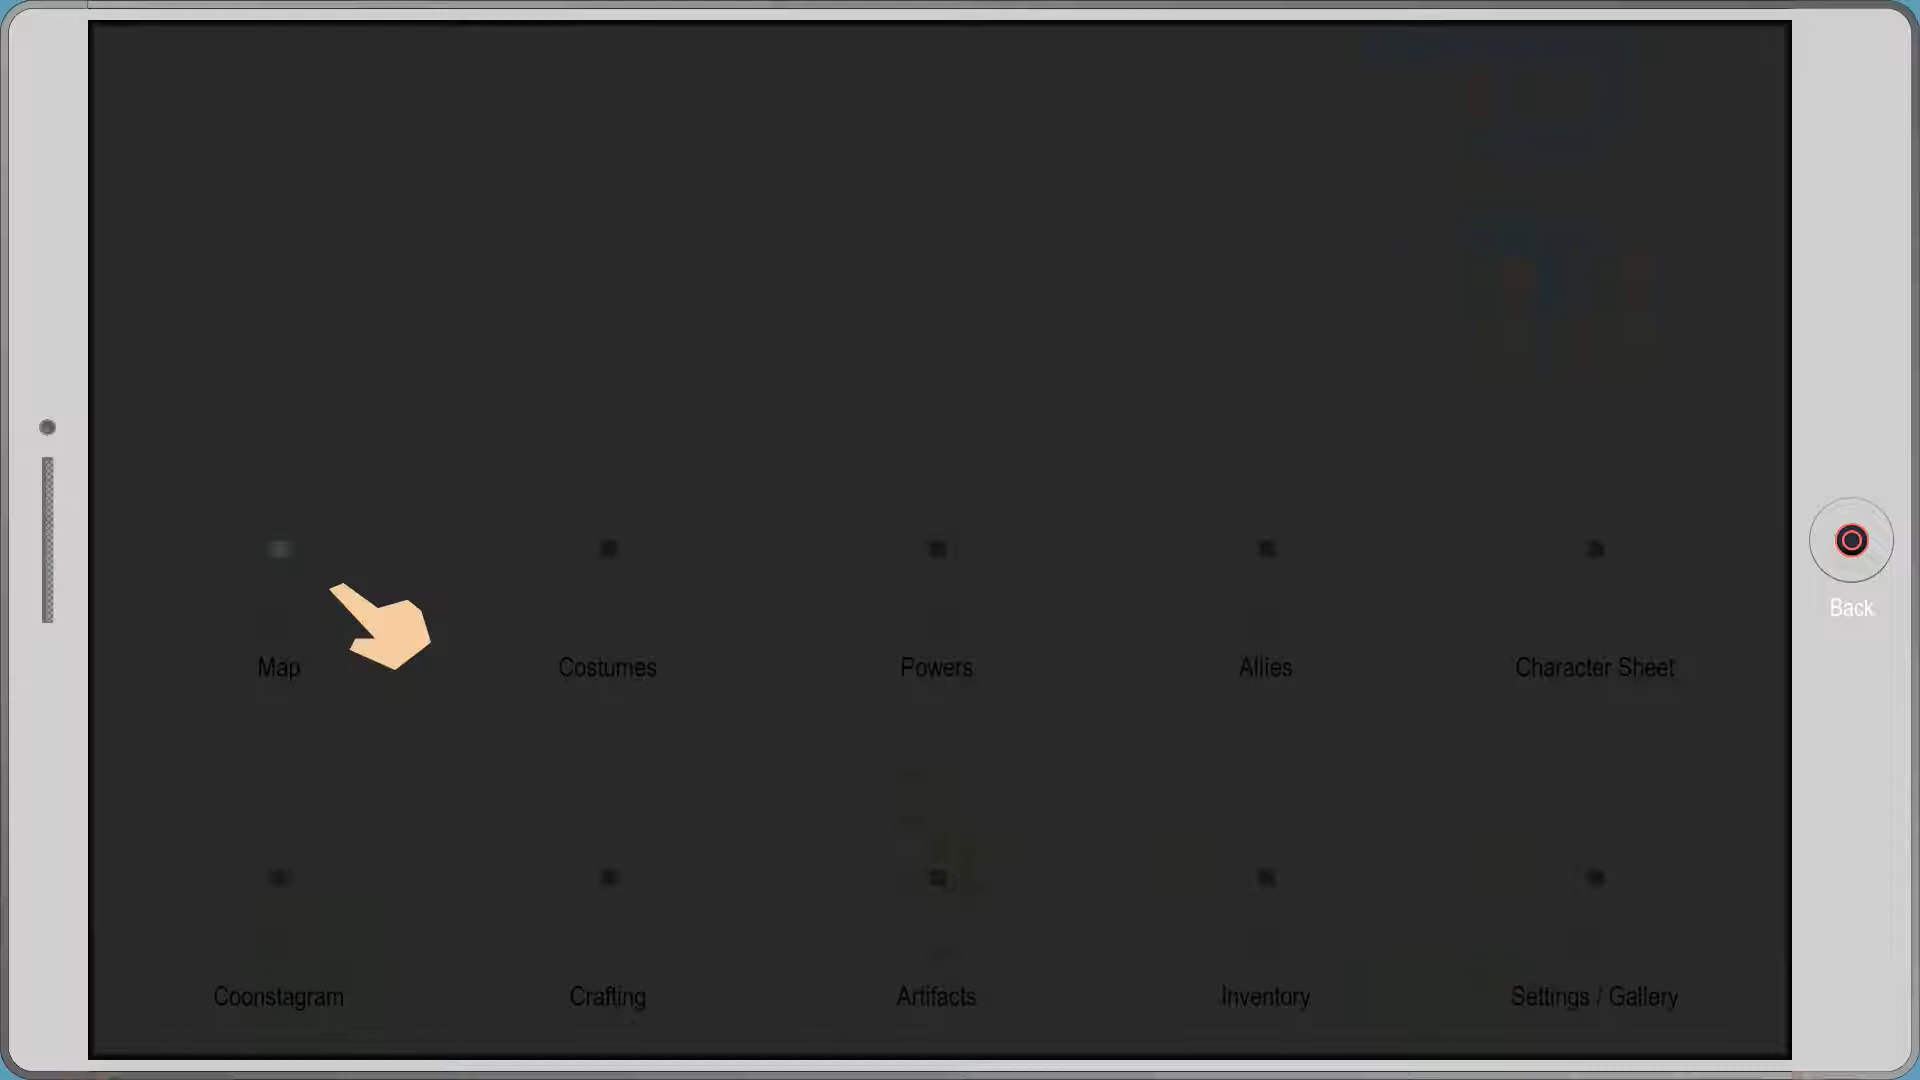 Back
Map
Costumes
Powers
Allies
Character Sheet
Coonstagram
Crafting
Artifacts
Inventory
Settings / Gallery